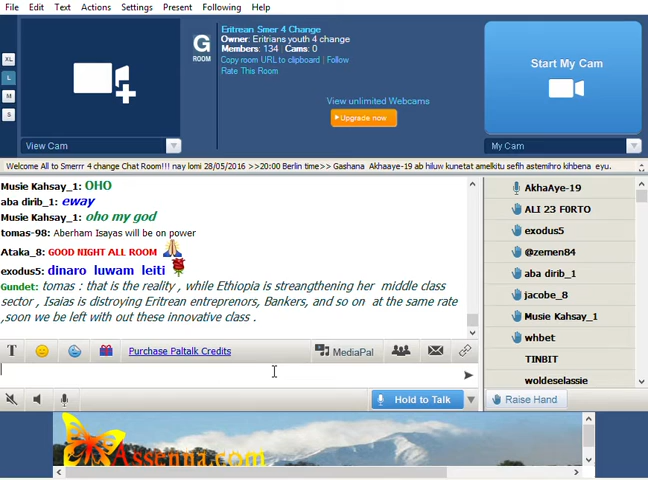 File Edit Text Actions Settings Present Following Help
XL
L
M
S
View Cam
G
ROOM
Eritrean Smer 4 Change
Owner: Eritrians youth 4 change
Members: 134 Cams: 0
Copy room URL to clipboard | Follow
Rate This Room
View unlimited Webcams
Upgrade now
Start My Cam
My Cam
Welcome All to Smerrr 4 change Chat Room!!! nay lomi 28/05/2016 >>20:00 Berlin time>> Gashana Akhaaye-19 ab hiluw kunetat amelkitu sefih astemihro kihbena eyu.
Musie Kahsay_1: OHO
aba dirib_1: eway
Musie Kahsay_1: oho my god
tomas-98: Aberham Isayas will be on power
Ataka_8: GOOD NIGHT ALL ROOM
exodus5: dinaro luwam leiti
Gundet: tomas : that is the reality , while Ethiopia is streangthening her middle class
sector , Isaias is distroying Eritrean entreprenors, Bankers, and so on at the same rate
,soon we be left with out these innovative class .
AkhaAye-19
ALI 23 FORTO
exodus5
@zemen84
aba dirib_1
jacobe_8
Musie Kahsay_1
whbet
TINBIT
woldeselassie
T Purchase Paltalk Credits MediaPal
Hold to Talk
Raise Hand
Assenna.com